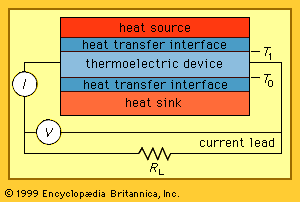 heat source
heat transfer interface
T1
thermoelectric device
I
T0
heat transfer interface
heat sink
V
current lead
RL
© 1999 Encyclopædia Britannica, Inc.